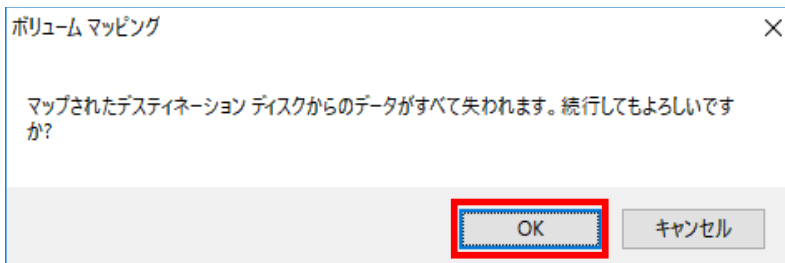 ボリューム マッピング
マップされたデスティネーション ディスクからのデータがすべて失われます。続行してもよろしいです
か?
OK キャンセル